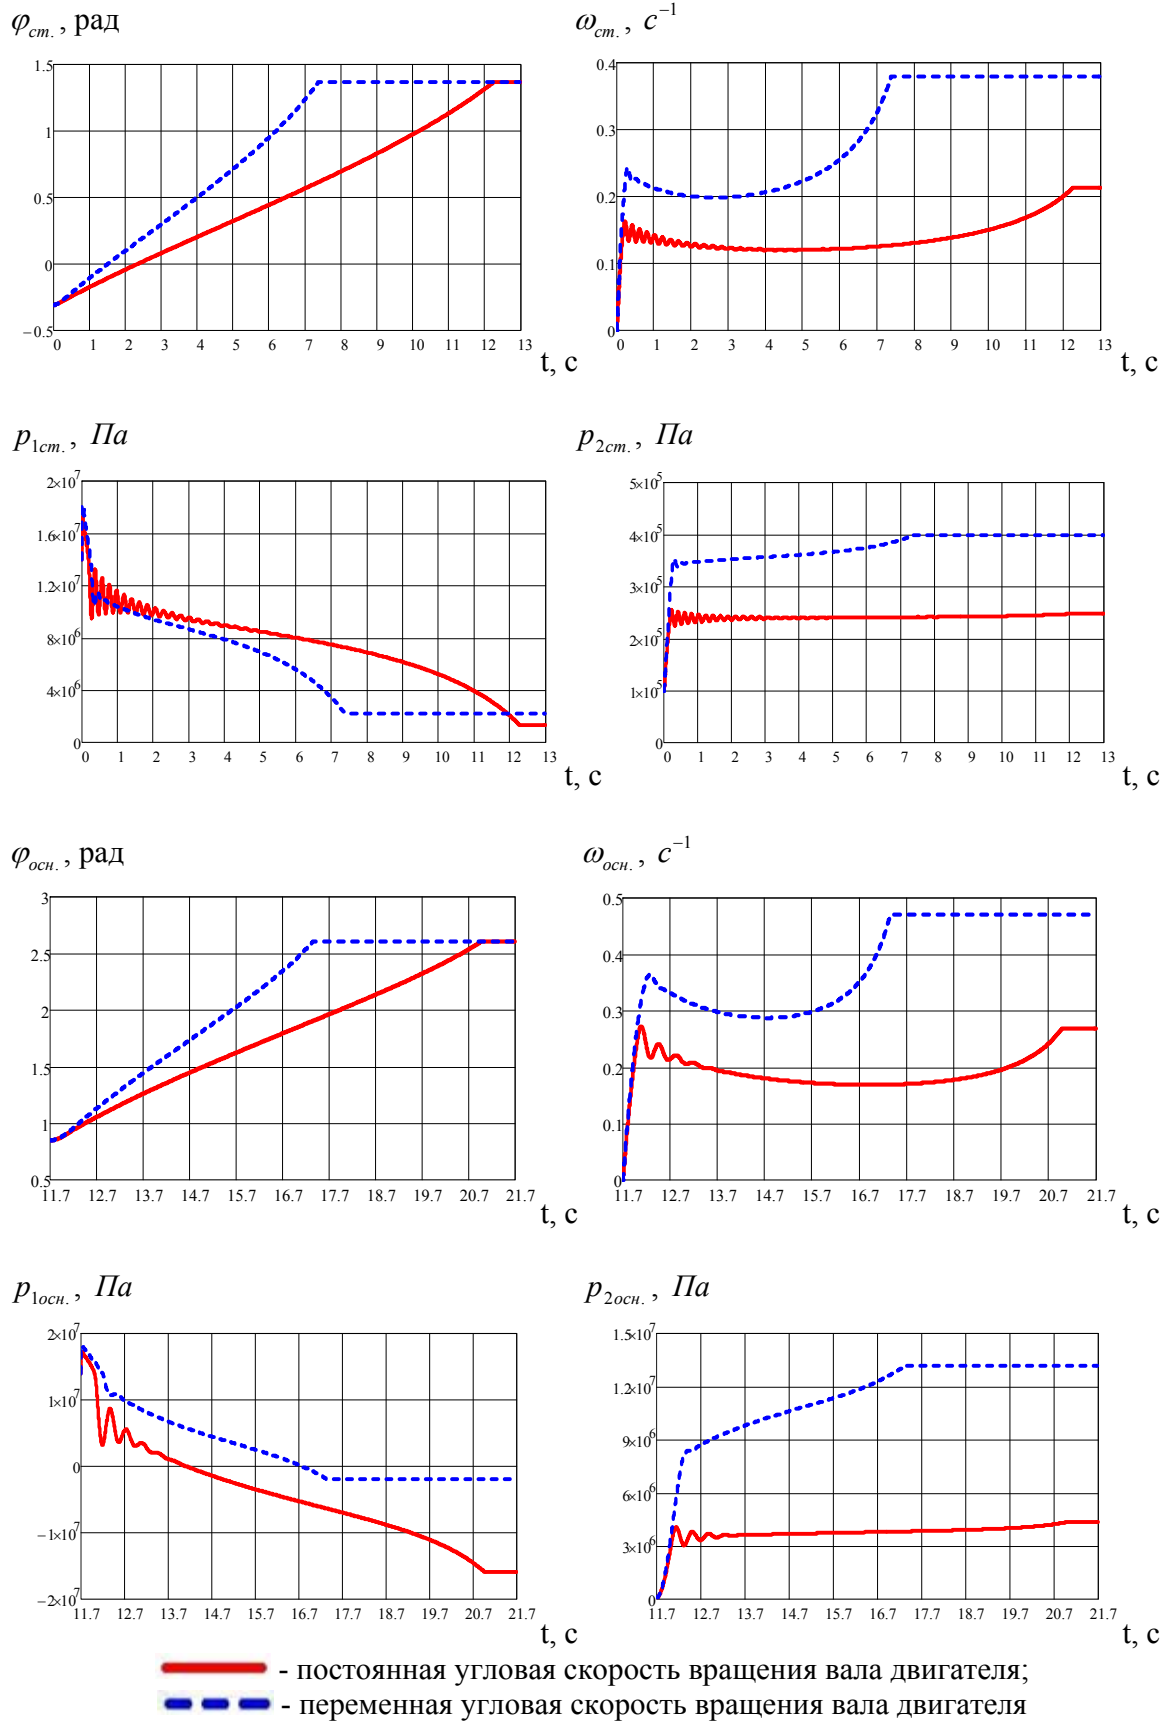 φст. , рад
ωст. , c⁻¹
1.5
1
0.5
0
−0.5
0 1 2 3 4 5 6 7 8 9 10 11 12 13
t, c
0.4
0.3
0.2
0.1
0
0 1 2 3 4 5 6 7 8 9 10 11 12 13
t, c
p1ст. , Па
p2ст. , Па
2×10⁷
1.6×10⁷
1.2×10⁷
8×10⁶
4×10⁶
0
0 1 2 3 4 5 6 7 8 9 10 11 12 13
t, c
5×10⁵
4×10⁵
3×10⁵
2×10⁵
1×10⁵
0
0 1 2 3 4 5 6 7 8 9 10 11 12 13
t, c
φосн. , рад
ωосн. , c⁻¹
3
2.5
2
1.5
1
0.5
11.7 12.7 13.7 14.7 15.7 16.7 17.7 18.7 19.7 20.7 21.7
t, c
0.5
0.4
0.3
0.2
0.1
0
11.7 12.7 13.7 14.7 15.7 16.7 17.7 18.7 19.7 20.7 21.7
t, c
p1осн. , Па
p2осн. , Па
2×10⁷
1×10⁷
0
−1×10⁷
−2×10⁷
11.7 12.7 13.7 14.7 15.7 16.7 17.7 18.7 19.7 20.7 21.7
t, c
1.5×10⁷
1.2×10⁷
9×10⁶
6×10⁶
3×10⁶
0
11.7 12.7 13.7 14.7 15.7 16.7 17.7 18.7 19.7 20.7 21.7
t, c
- постоянная угловая скорость вращения вала двигателя;
- переменная угловая скорость вращения вала двигателя